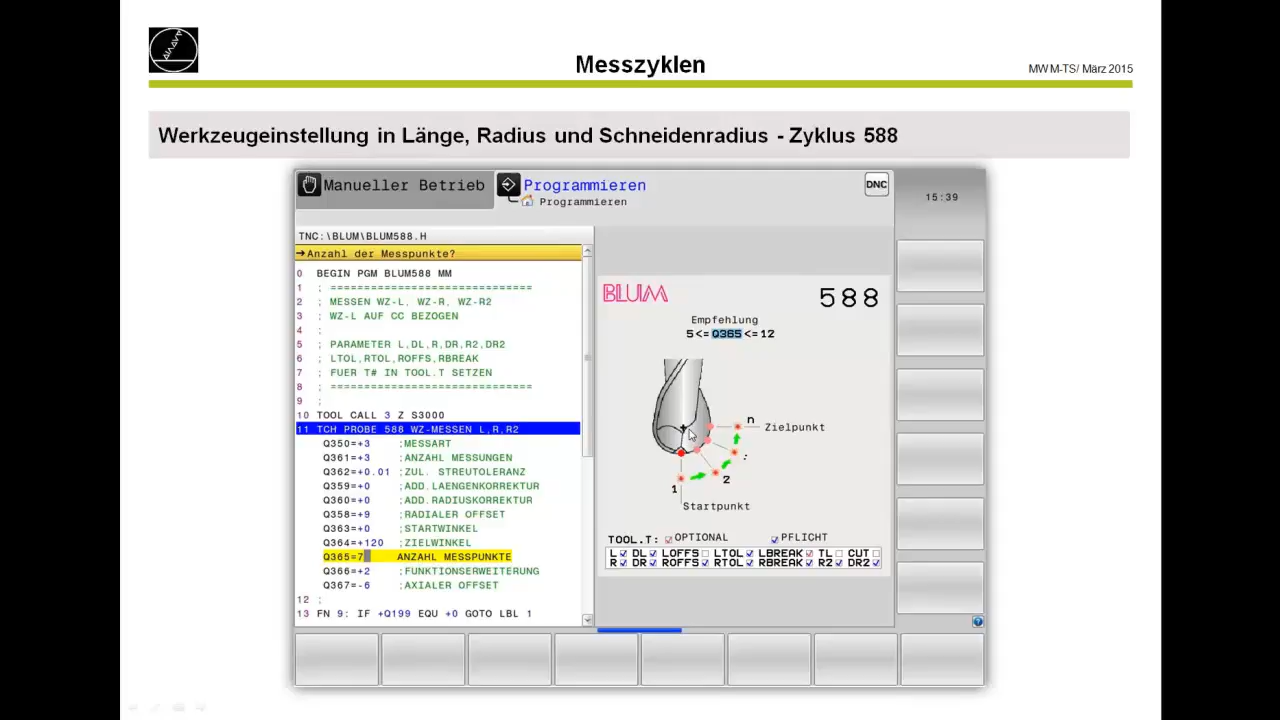 Messzyklen
MWM-TS/ März 2015
Werkzeugeinstellung in Länge, Radius und Schneidenradius - Zyklus 588
Manueller Betrieb
Programmieren
Programmieren
DNC
15:39
TNC:\BLUM\BLUM588.H
→Anzahl der Messpunkte?
0 BEGIN PGM BLUM588 MM
1 ; ==============================
2 ; MESSEN WZ-L, WZ-R, WZ-R2
3 ; WZ-L AUF CC BEZOGEN
4 ;
5 ; PARAMETER L,DL,R,DR,R2,DR2
6 ; LTOL,RTOL,ROFFS,RBREAK
7 ; FUER T# IN TOOL.T SETZEN
8 ; ==============================
9 ;
10 TOOL CALL 3 Z S3000
11 TCH PROBE 588 WZ-MESSEN L,R,R2
Q350=+3 ;MESSART
Q361=+3 ;ANZAHL MESSUNGEN
Q362=+0.01 ;ZUL. STREUTOLERANZ
Q359=+0 ;ADD.LAENGENKORREKTUR
Q360=+0 ;ADD.RADIUSKORREKTUR
Q358=+9 ;RADIALER OFFSET
Q363=+0 ;STARTWINKEL
Q364=+120 ;ZIELWINKEL
Q365=7 ANZAHL MESSPUNKTE
Q366=+2 ;FUNKTIONSERWEITERUNG
Q367=-6 ;AXIALER OFFSET
12 ;
13 FN 9: IF +Q199 EQU +0 GOTO LBL 1
BLUM
588
Empfehlung
5<=Q365<=12
n
Zielpunkt
:
2
1
Startpunkt
TOOL.T: OPTIONAL PFLICHT
L DL LOFFS LTOL LBREAK TL CUT
R DR ROFFS RTOL RBREAK R2 DR2